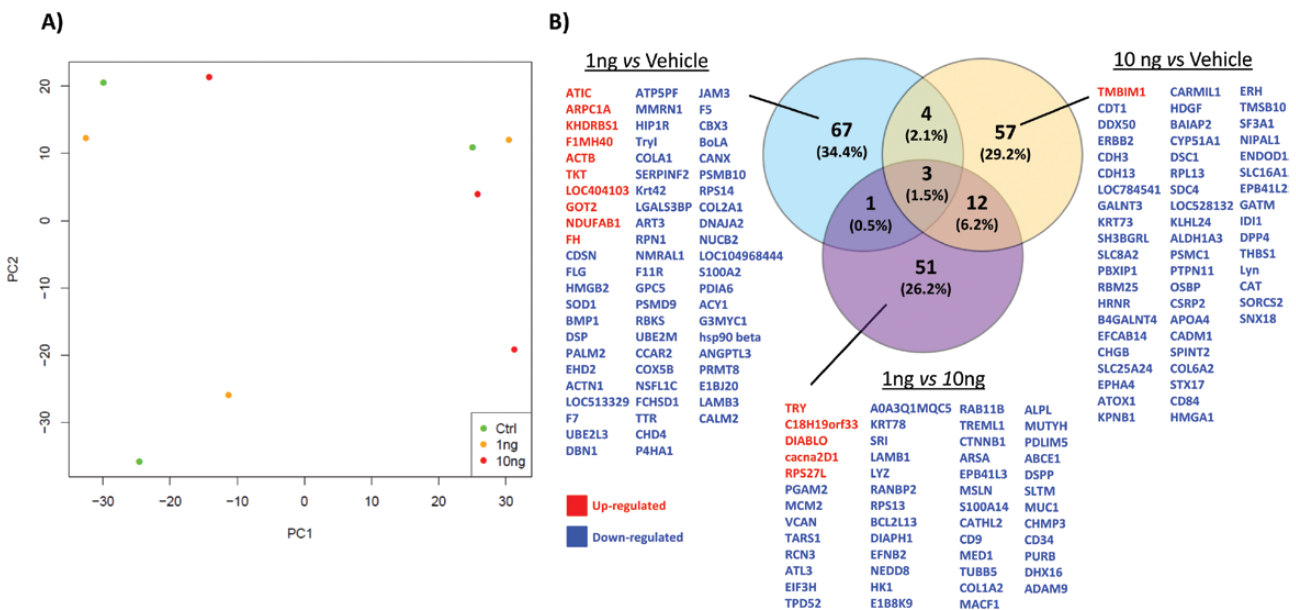 A)
B)
20
10
0
−10
−20
−30
PC2
−30 −20 −10 0 10 20 30
PC1
Ctrl
1ng
10ng
1ng vs Vehicle
ATIC ATP5PF JAM3
ARPC1A MMRN1 F5
KHDRBS1 HIP1R CBX3
F1MH40 Tryl BoLA
ACTB COLA1 CANX
TKT SERPINF2 PSMB10
LOC404103 Krt42 RPS14
GOT2 LGALS3BP COL2A1
NDUFAB1 ART3 DNAJA2
FH RPN1 NUCB2
CDSN NMRAL1 LOC104968444
FLG F11R S100A2
HMGB2 GPC5 PDIA6
SOD1 PSMD9 ACY1
BMP1 RBKS G3MYC1
DSP UBE2M hsp90 beta
PALM2 CCAR2 ANGPTL3
EHD2 COX5B PRMT8
ACTN1 NSFL1C E1BJ20
LOC513329 FCHSD1 LAMB3
F7 TTR CALM2
UBE2L3 CHD4
DBN1 P4HA1
67
(34.4%)
4
(2.1%)
57
(29.2%)
3
(1.5%)
1
(0.5%)
12
(6.2%)
51
(26.2%)
10 ng vs Vehicle
TMBIM1 CARMIL1 ERH
CDT1 HDGF TMSB10
DDX50 BAIAP2 SF3A1
ERBB2 CYP51A1 NIPAL1
CDH3 DSC1 ENDOD1
CDH13 RPL13 SLC16A1
LOC784541 SDC4 EPB41L2
GALNT3 LOC528132 GATM
KRT73 KLHL24 IDI1
SH3BGRL ALDH1A3 DPP4
SLC8A2 PSMC1 THBS1
PBXIP1 PTPN11 Lyn
RBM25 OSBP CAT
HRNR CSRP2 SORCS2
B4GALNT4 APOA4 SNX18
EFCAB14 CADM1
CHGB SPINT2
SLC25A24 COL6A2
EPHA4 STX17
ATOX1 CD84
KPNB1 HMGA1
1ng vs 10ng
TRY A0A3Q1MQC5 RAB11B ALPL
C18H19orf33 KRT78 TREML1 MUTYH
DIABLO SRI CTNNB1 PDLIM5
cacna2D1 LAMB1 ARSA ABCE1
RPS27L LYZ EPB41L3 DSPP
PGAM2 RANBP2 MSLN SLTM
MCM2 RPS13 S100A14 MUC1
VCAN BCL2L13 CATHL2 CHMP3
TARS1 DIAPH1 CD9 CD34
RCN3 EFNB2 MED1 PURB
ATL3 NEDD8 TUBB5 DHX16
EIF3H HK1 COL1A2 ADAM9
TPD52 E1B8K9 MACF1
Up-regulated
Down-regulated